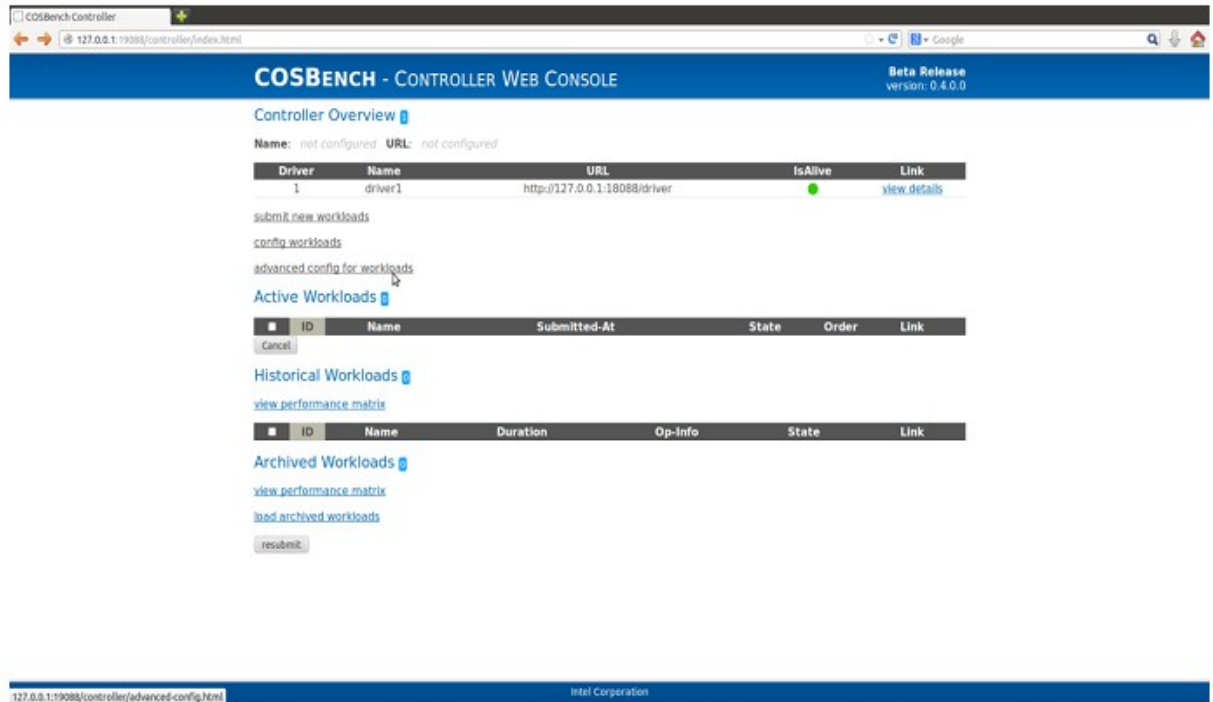 COSBench Controller
127.0.0.1:19088/controller/index.html
Google
COSBENCH - CONTROLLER WEB CONSOLE
Beta Release
version: 0.4.0.0
Controller Overview 1
Name: not configured URL: not configured
Driver Name URL IsAlive Link
1 driver1 http://127.0.0.1:18088/driver view details
submit new workloads
config workloads
advanced config for workloads
Active Workloads 0
ID Name Submitted-At State Order Link
Cancel
Historical Workloads 0
view performance matrix
ID Name Duration Op-Info State Link
Archived Workloads 0
view performance matrix
load archived workloads
resubmit
Intel Corporation
127.0.0.1:19088/controller/advanced-config.html